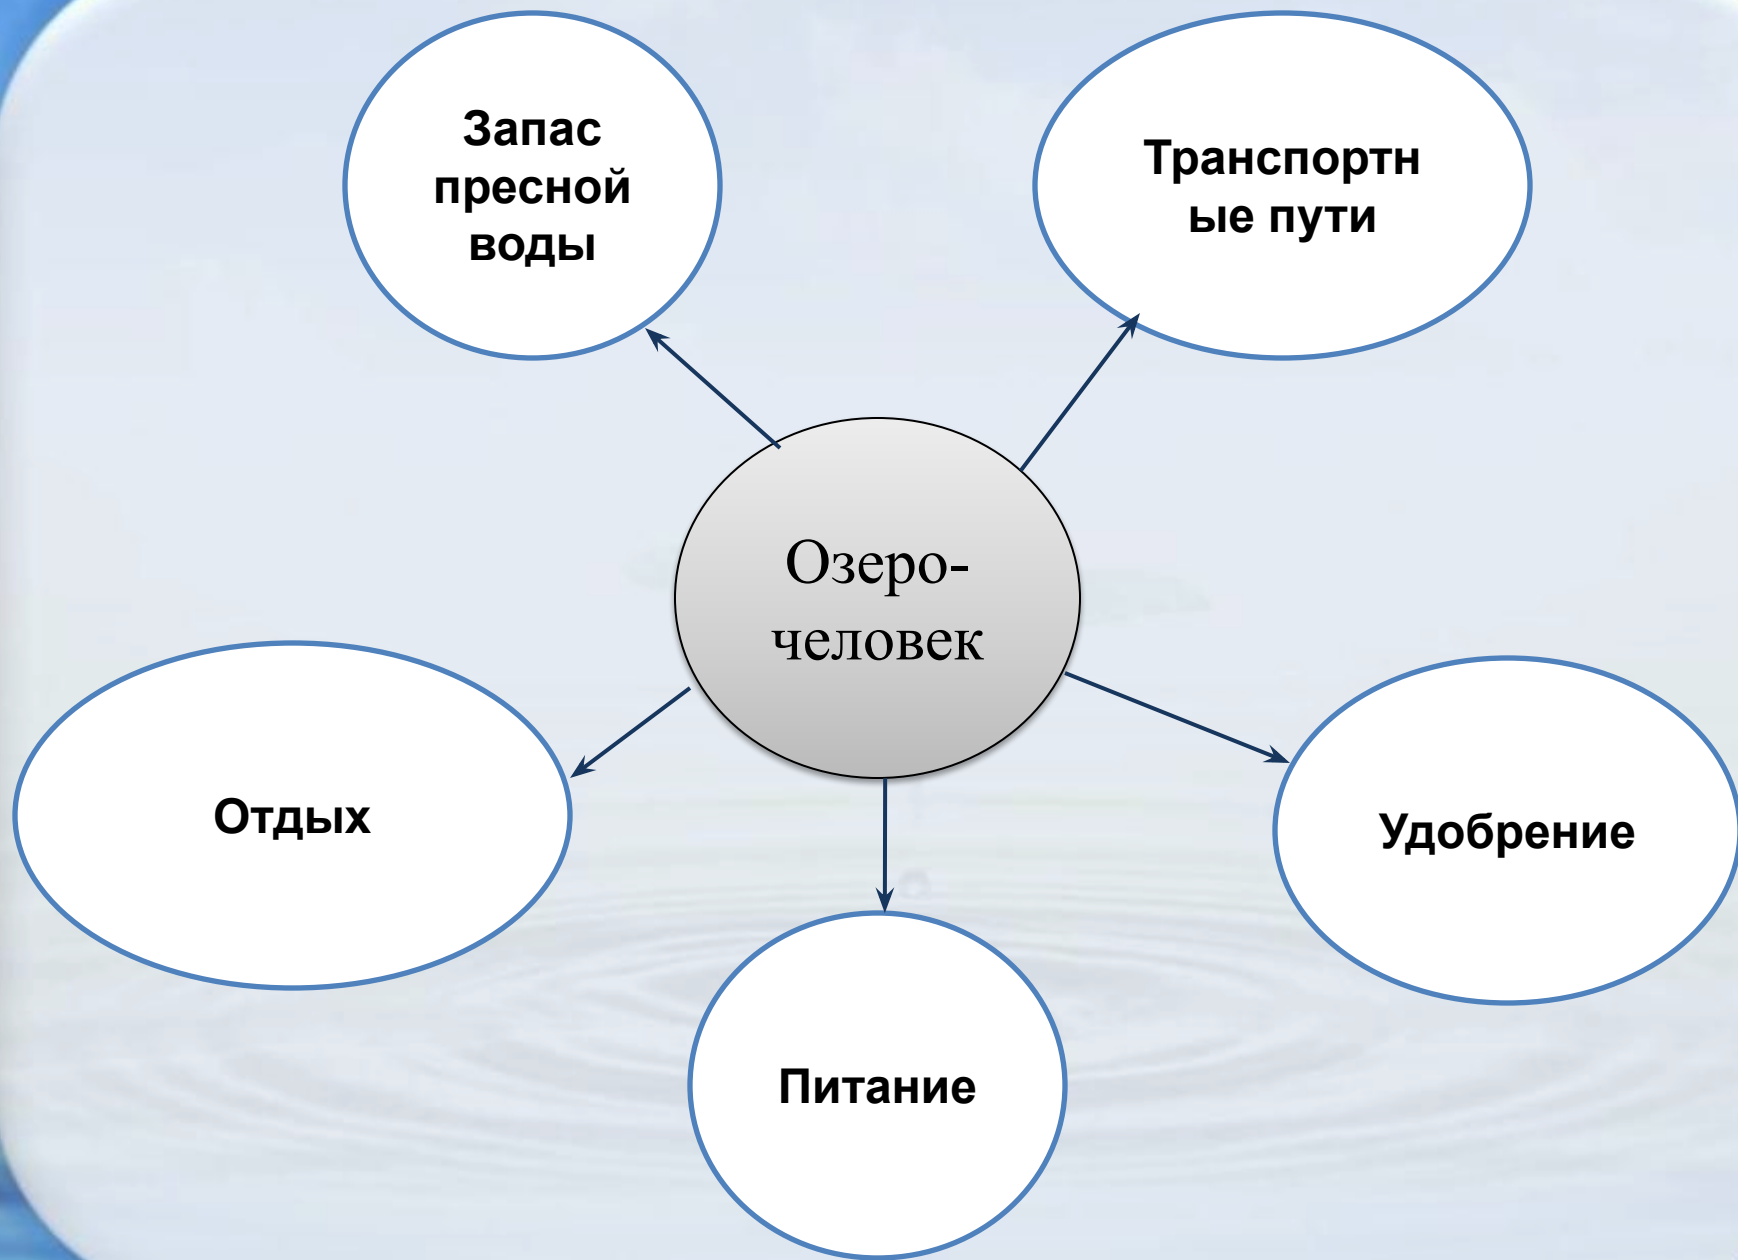 Запас
пресной
воды
Транспортн
ые пути
Озеро-
человек
Отдых
Удобрение
Питание